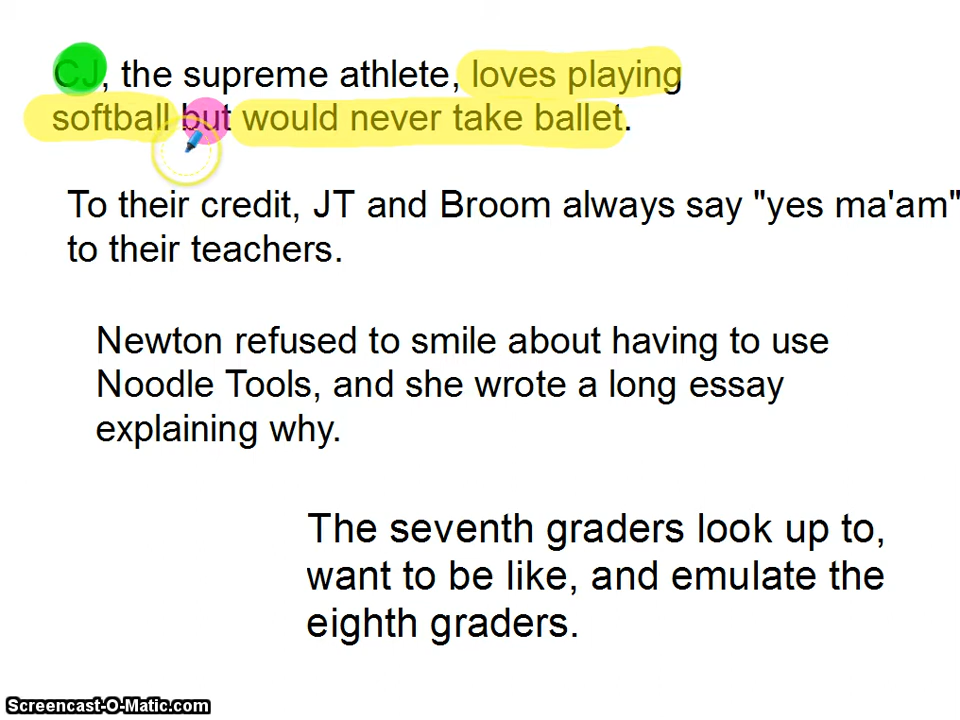 CJ, the supreme athlete, loves playing
softball but would never take ballet.
To their credit, JT and Broom always say "yes ma'am"
to their teachers.
Newton refused to smile about having to use
Noodle Tools, and she wrote a long essay
explaining why.
The seventh graders look up to,
want to be like, and emulate the
eighth graders.
Screencast-O-Matic.com